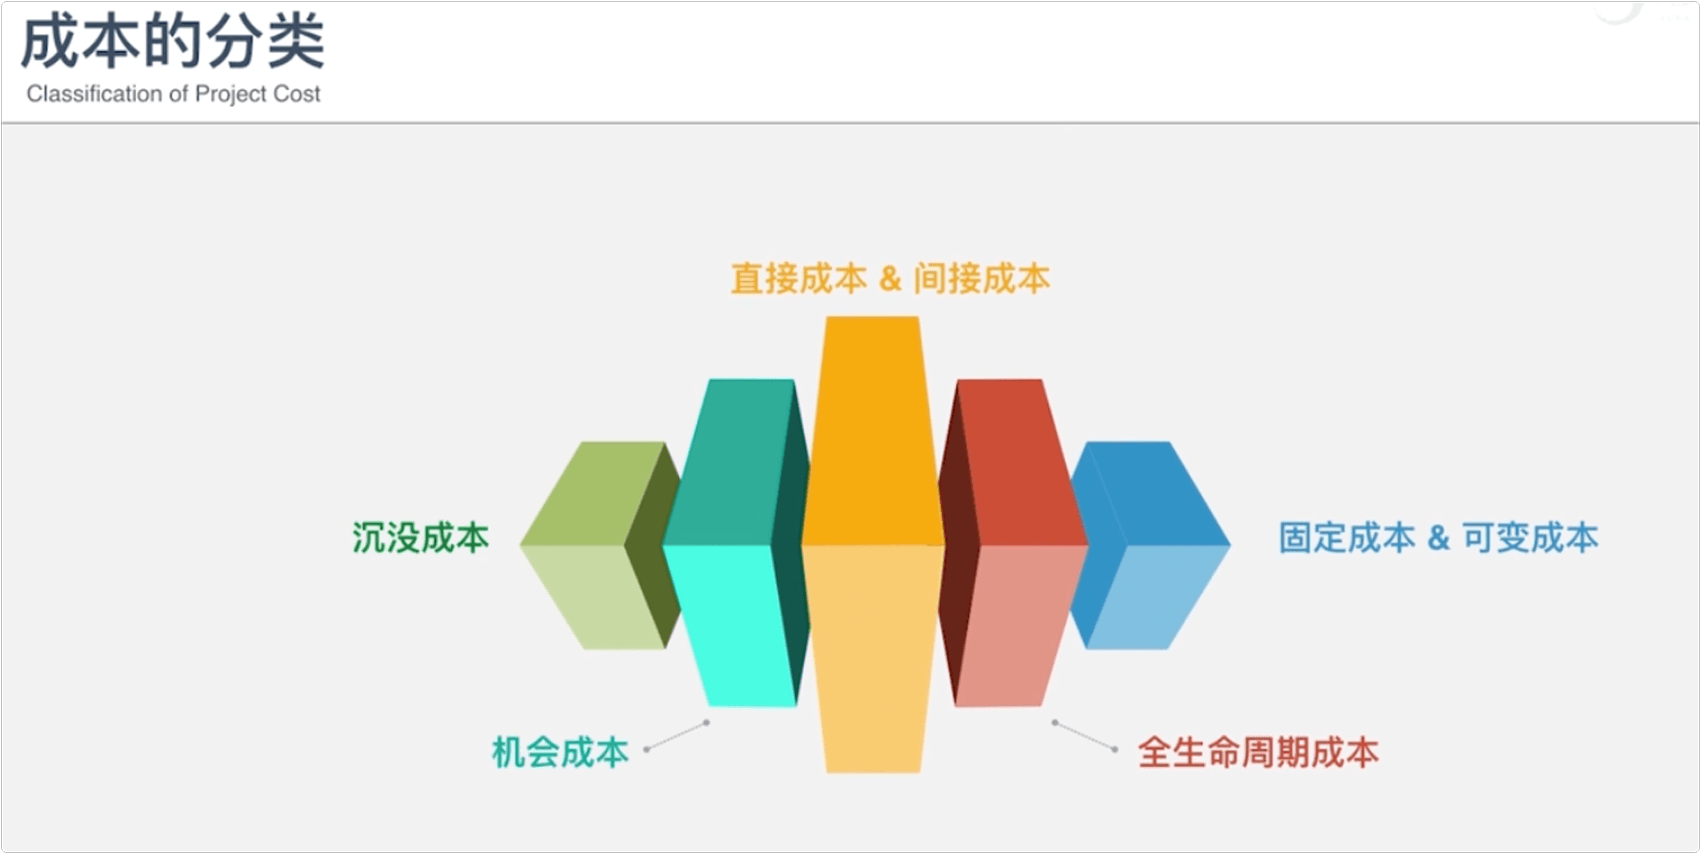 成本的分类
Classification of Project Cost
直接成本 & 间接成本
沉没成本
固定成本 & 可变成本
机会成本
全生命周期成本